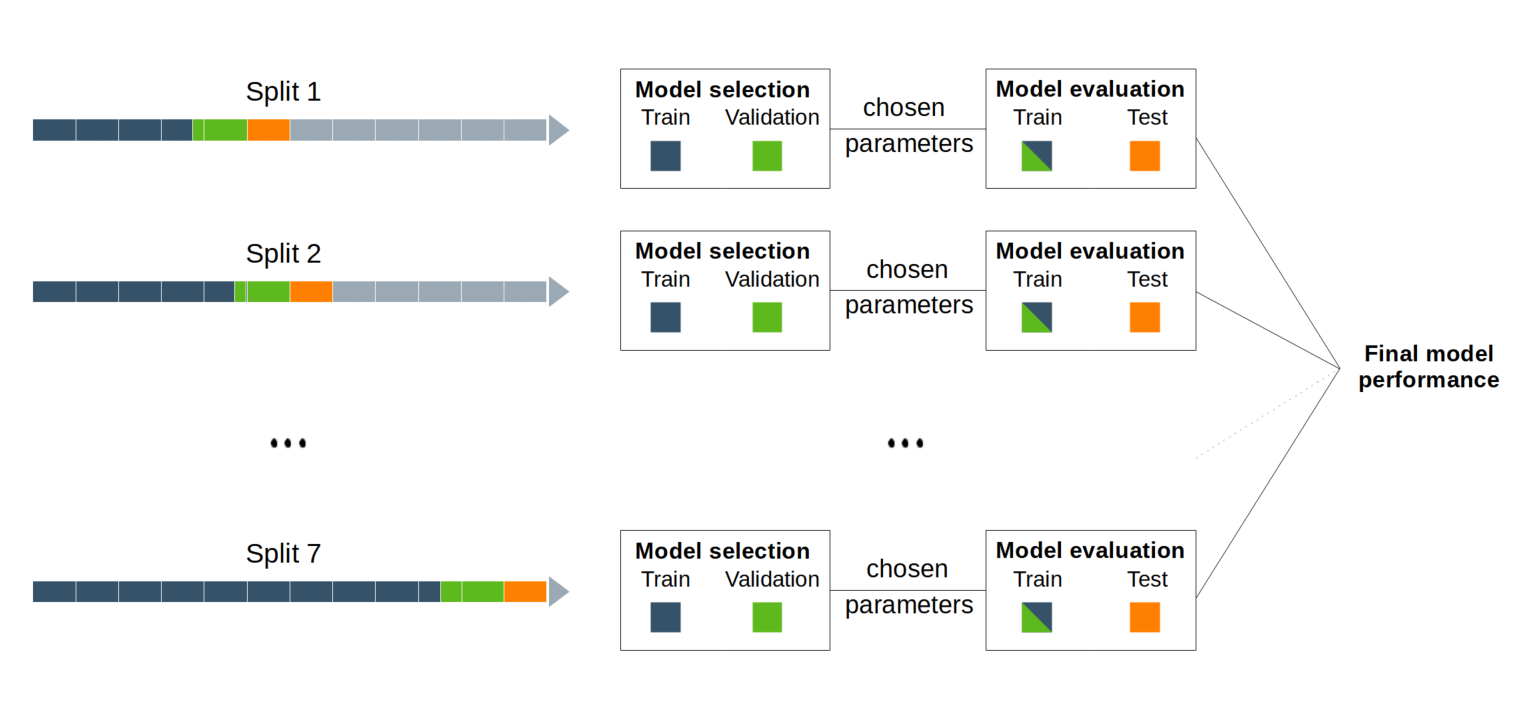 Split 1
Model selection
Train Validation
chosen
parameters
Model evaluation
Train Test
Split 2
Model selection
Train Validation
chosen
parameters
Model evaluation
Train Test
Final model
performance
...
...
Split 7
Model selection
Train Validation
chosen
parameters
Model evaluation
Train Test